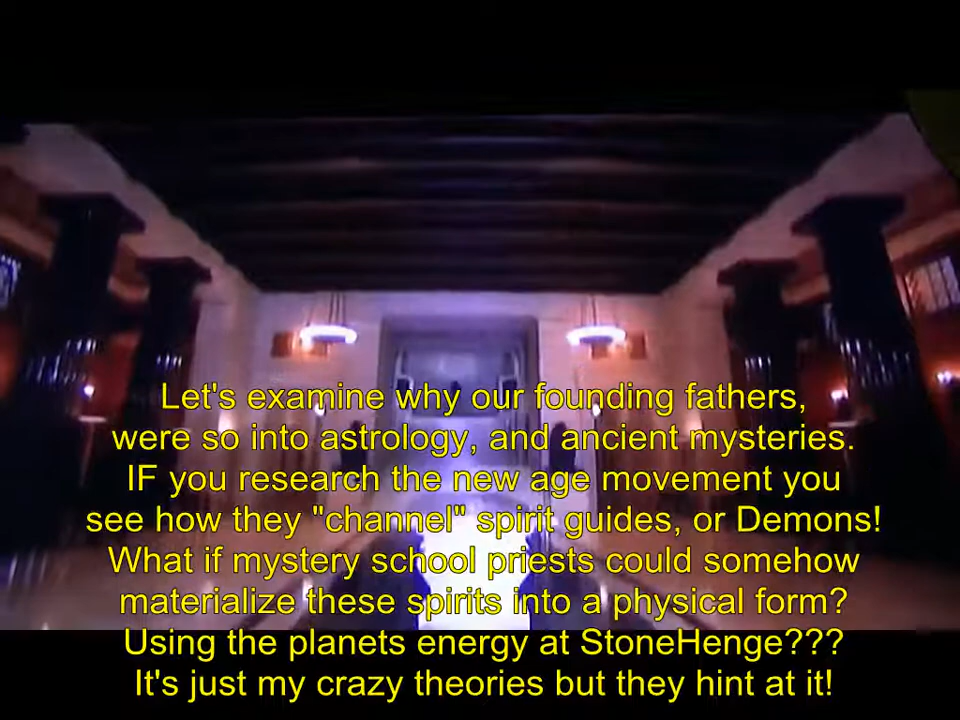 Let's examine why our founding fathers,
were so into astrology, and ancient mysteries.
IF you research the new age movement you
see how they "channel" spirit guides, or Demons!
What if mystery school priests could somehow
materialize these spirits into a physical form?
Using the planets energy at StoneHenge???
It's just my crazy theories but they hint at it!